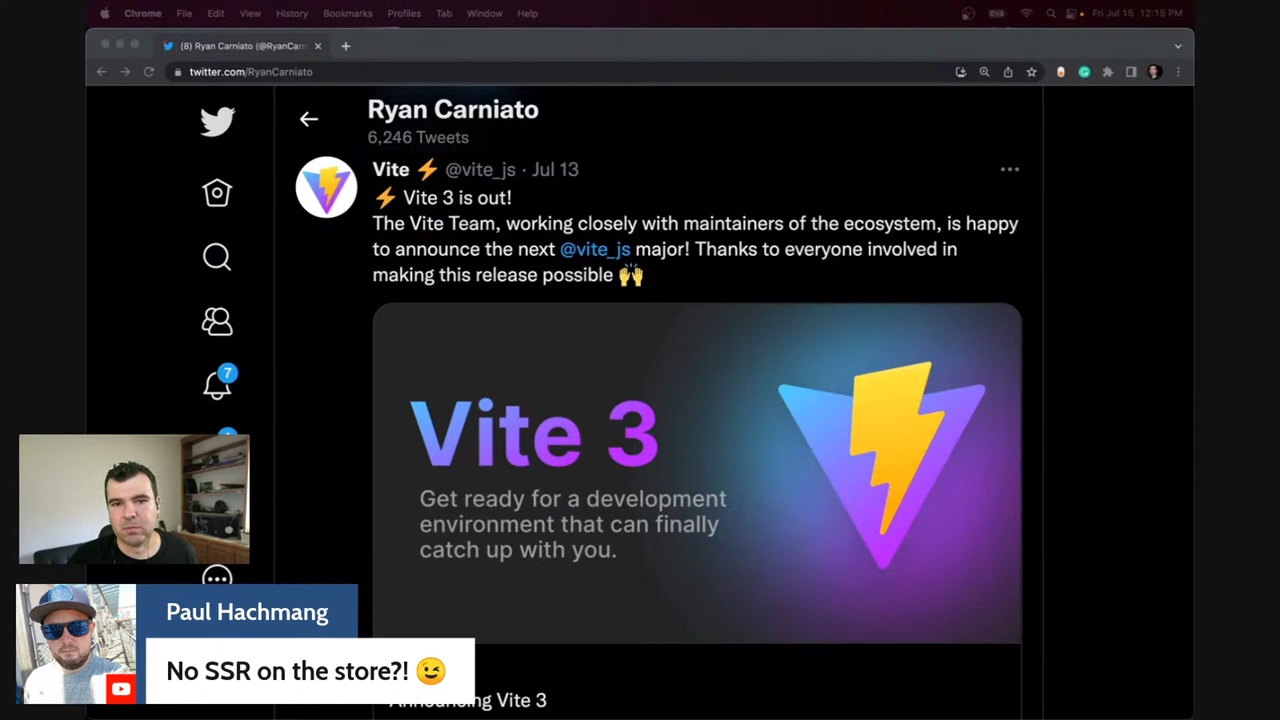 Chrome File Edit View History Bookmarks Profiles Tab Window Help Fri Jul 15 12:15 PM
(8) Ryan Carniato (@RyanCarn
twitter.com/RyanCarniato
Ryan Carniato
6,246 Tweets
Vite ⚡ @vite_js · Jul 13
⚡ Vite 3 is out!
The Vite Team, working closely with maintainers of the ecosystem, is happy
to announce the next @vite_js major! Thanks to everyone involved in
making this release possible 🙌
7
Vite 3
Get ready for a development
environment that can finally
catch up with you.
Paul Hachmang
No SSR on the store?! 😉
Announcing Vite 3